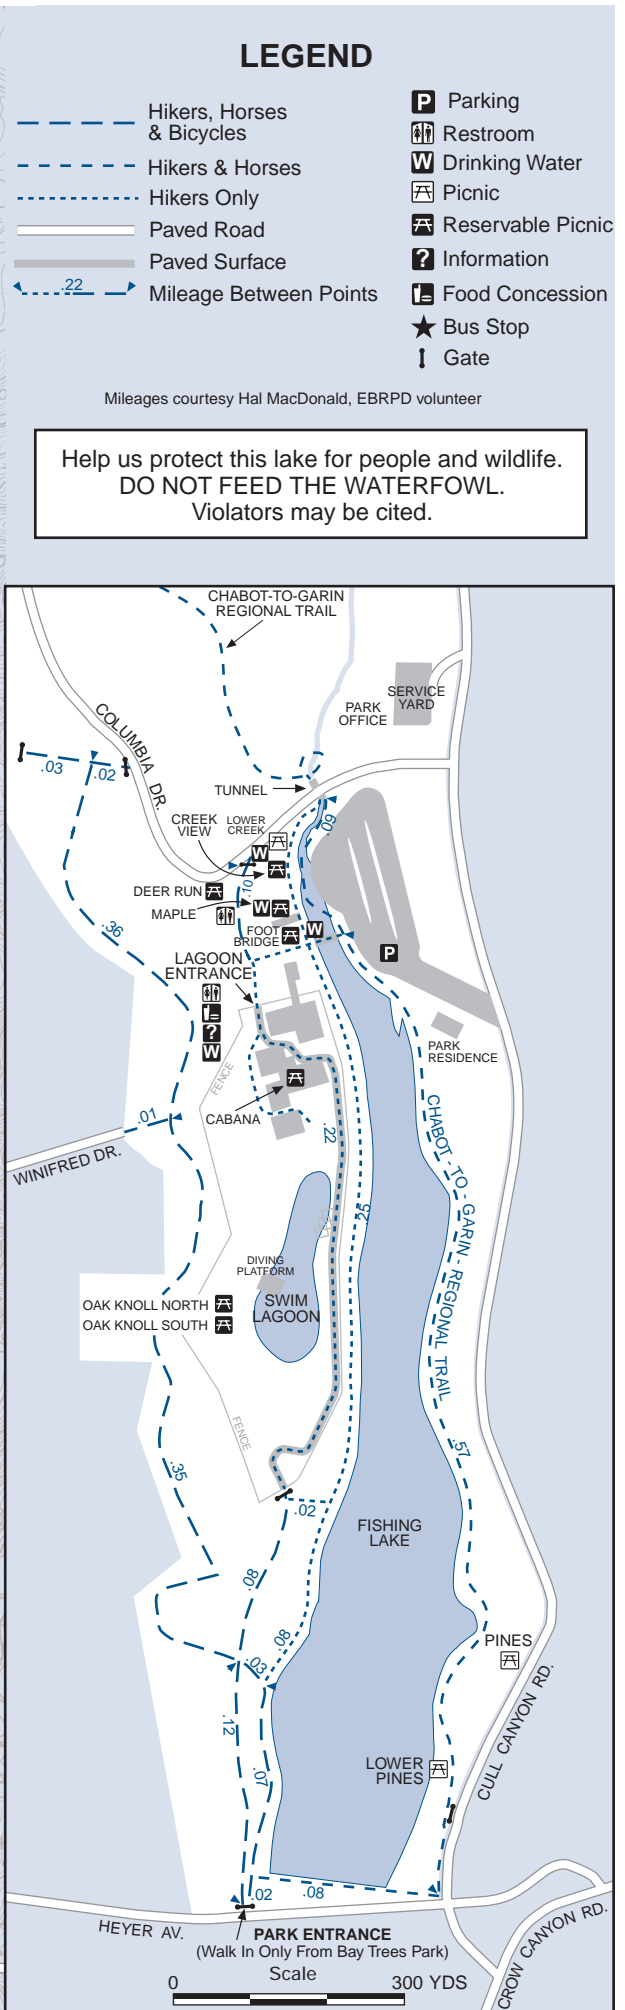 LEGEND
Hikers, Horses
& Bicycles
Hikers & Horses
Hikers Only
Paved Road
Paved Surface
.22
Mileage Between Points
P Parking
Restroom
W Drinking Water
Picnic
Reservable Picnic
? Information
Food Concession
Bus Stop
Gate
Mileages courtesy Hal MacDonald, EBRPD volunteer
Help us protect this lake for people and wildlife.
DO NOT FEED THE WATERFOWL.
Violators may be cited.
CHABOT-TO-GARIN
REGIONAL TRAIL
SERVICE
YARD
PARK
OFFICE
COLUMBIA DR.
.03
.02
TUNNEL
CREEK
VIEW
LOWER
CREEK
.09
W
DEER RUN
.10
MAPLE
W
.36
FOOT
BRIDGE
W
P
LAGOON
ENTRANCE
?
W
PARK
RESIDENCE
FENCE
CABANA
.01
.22
WINIFRED DR.
CHABOT - TO - GARIN - REGIONAL TRAIL
.25
DIVING
PLATFORM
SWIM
LAGOON
OAK KNOLL NORTH
OAK KNOLL SOUTH
FENCE
.35
.57
.02
FISHING
LAKE
.08
.08
.03
PINES
.12
.07
LOWER
PINES
CULL CANYON RD.
.02
.08
HEYER AV.
PARK ENTRANCE
(Walk In Only From Bay Trees Park)
CROW CANYON RD.
Scale
0
300 YDS